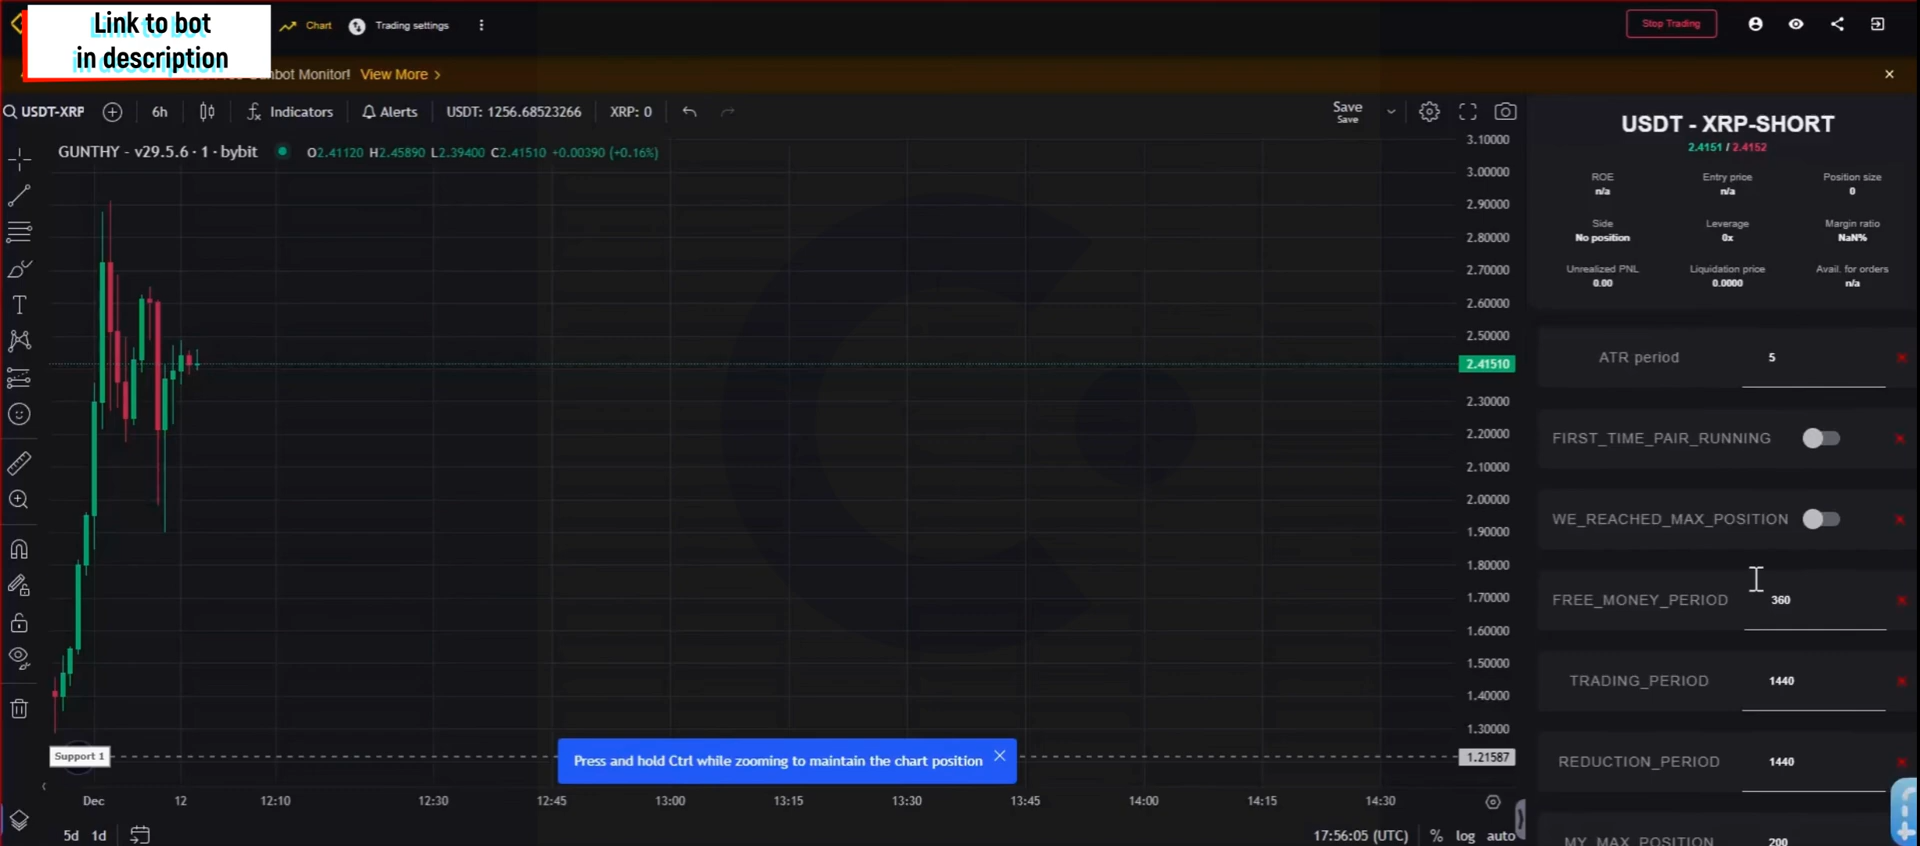 Link to bot
in description
Chart
Trading settings
Stop Trading
nbot Monitor! View More >
USDT-XRP
6h
Indicators
Alerts
USDT: 1256.68523266
XRP: 0
Save
Save
GUNTHY - v29.5.6 · 1 · bybit
O2.41120 H2.45890 L2.39400 C2.41510 +0.00390 (+0.16%)
3.10000
3.00000
2.90000
2.80000
2.70000
2.60000
2.50000
2.41510
2.30000
2.20000
2.10000
2.00000
1.90000
1.80000
1.70000
1.60000
1.50000
1.40000
1.30000
1.21587
Support 1
Press and hold Ctrl while zooming to maintain the chart position
Dec
12
12:10
12:30
12:45
13:00
13:15
13:30
13:45
14:00
14:15
14:30
5d 1d
17:56:05 (UTC) % log auto
USDT - XRP-SHORT
2.4151 / 2.4152
ROE
n/a
Entry price
n/a
Position size
0
Side
No position
Leverage
0x
Margin ratio
NaN%
Unrealized PNL
0.00
Liquidation price
0.0000
Avail. for orders
n/a
ATR period 5
FIRST_TIME_PAIR_RUNNING
WE_REACHED_MAX_POSITION
FREE_MONEY_PERIOD 360
TRADING_PERIOD 1440
REDUCTION_PERIOD 1440
MY_MAX_POSITION 200